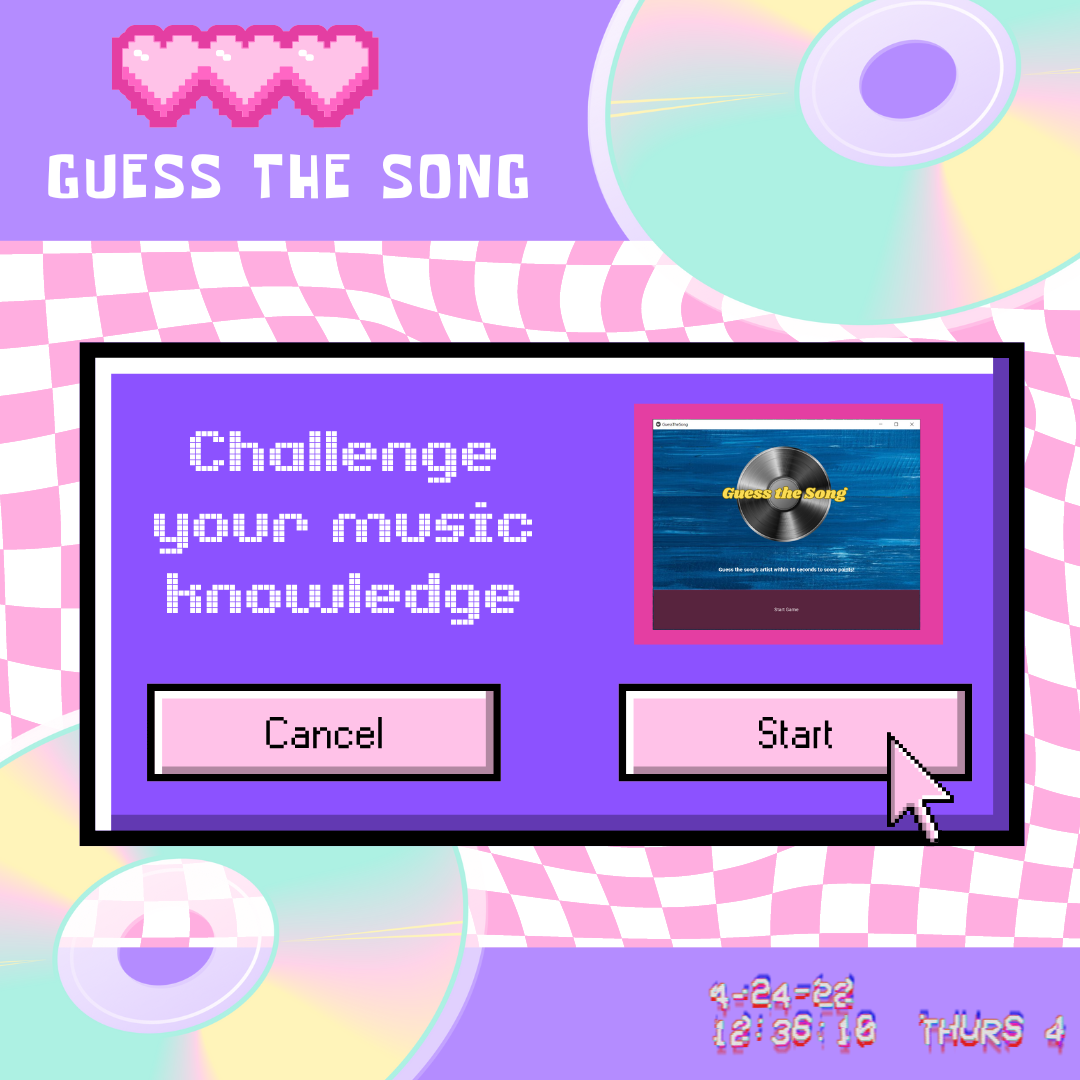 GUESS THE SONG
Challenge
your music
knowledge
GuessTheSong
Guess the Song
Guess the song's artist within 10 seconds to score points!
Start Game
Cancel
Start
4-24-22
12:36:10 THURS 4